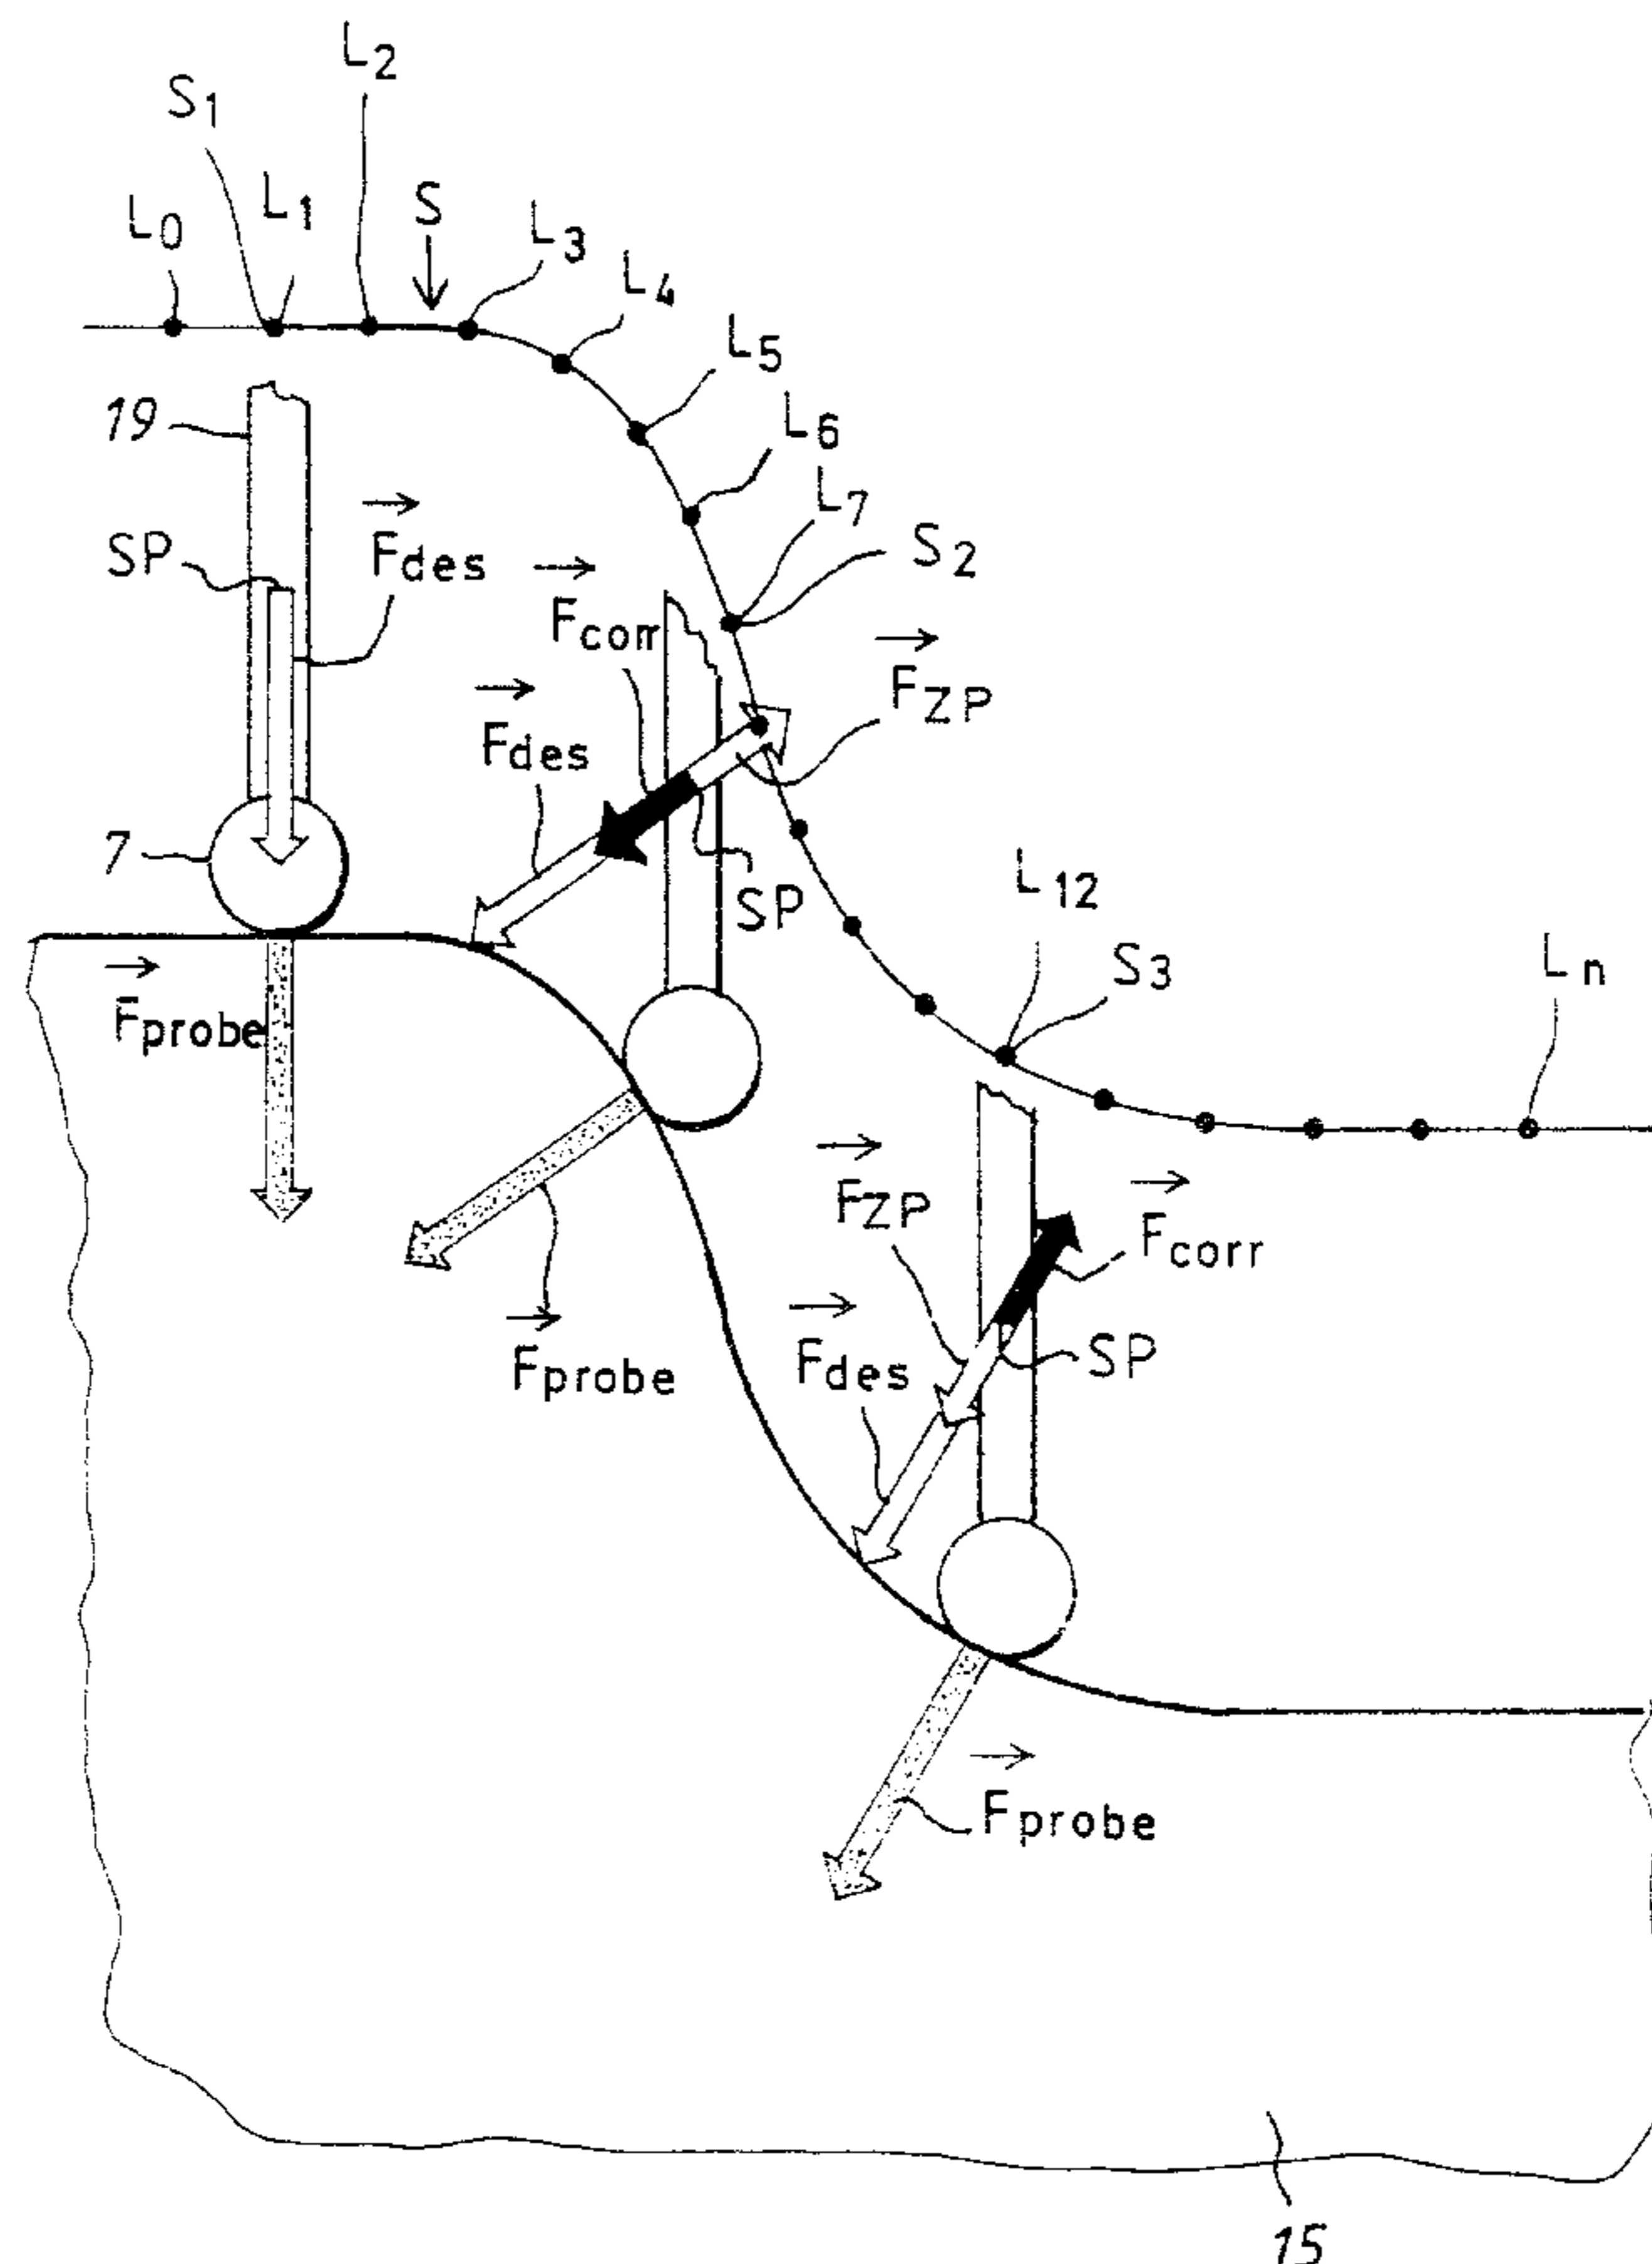 L2
S1
L1
S
L0
L3
L4
L5
L6
L7
19
S2
SP
Fdes
Fcorr
FZP
Fdes
7
SP
L12
S3
Ln
Fprobe
FZP
Fcorr
Fprobe
Fdes
SP
Fprobe
15